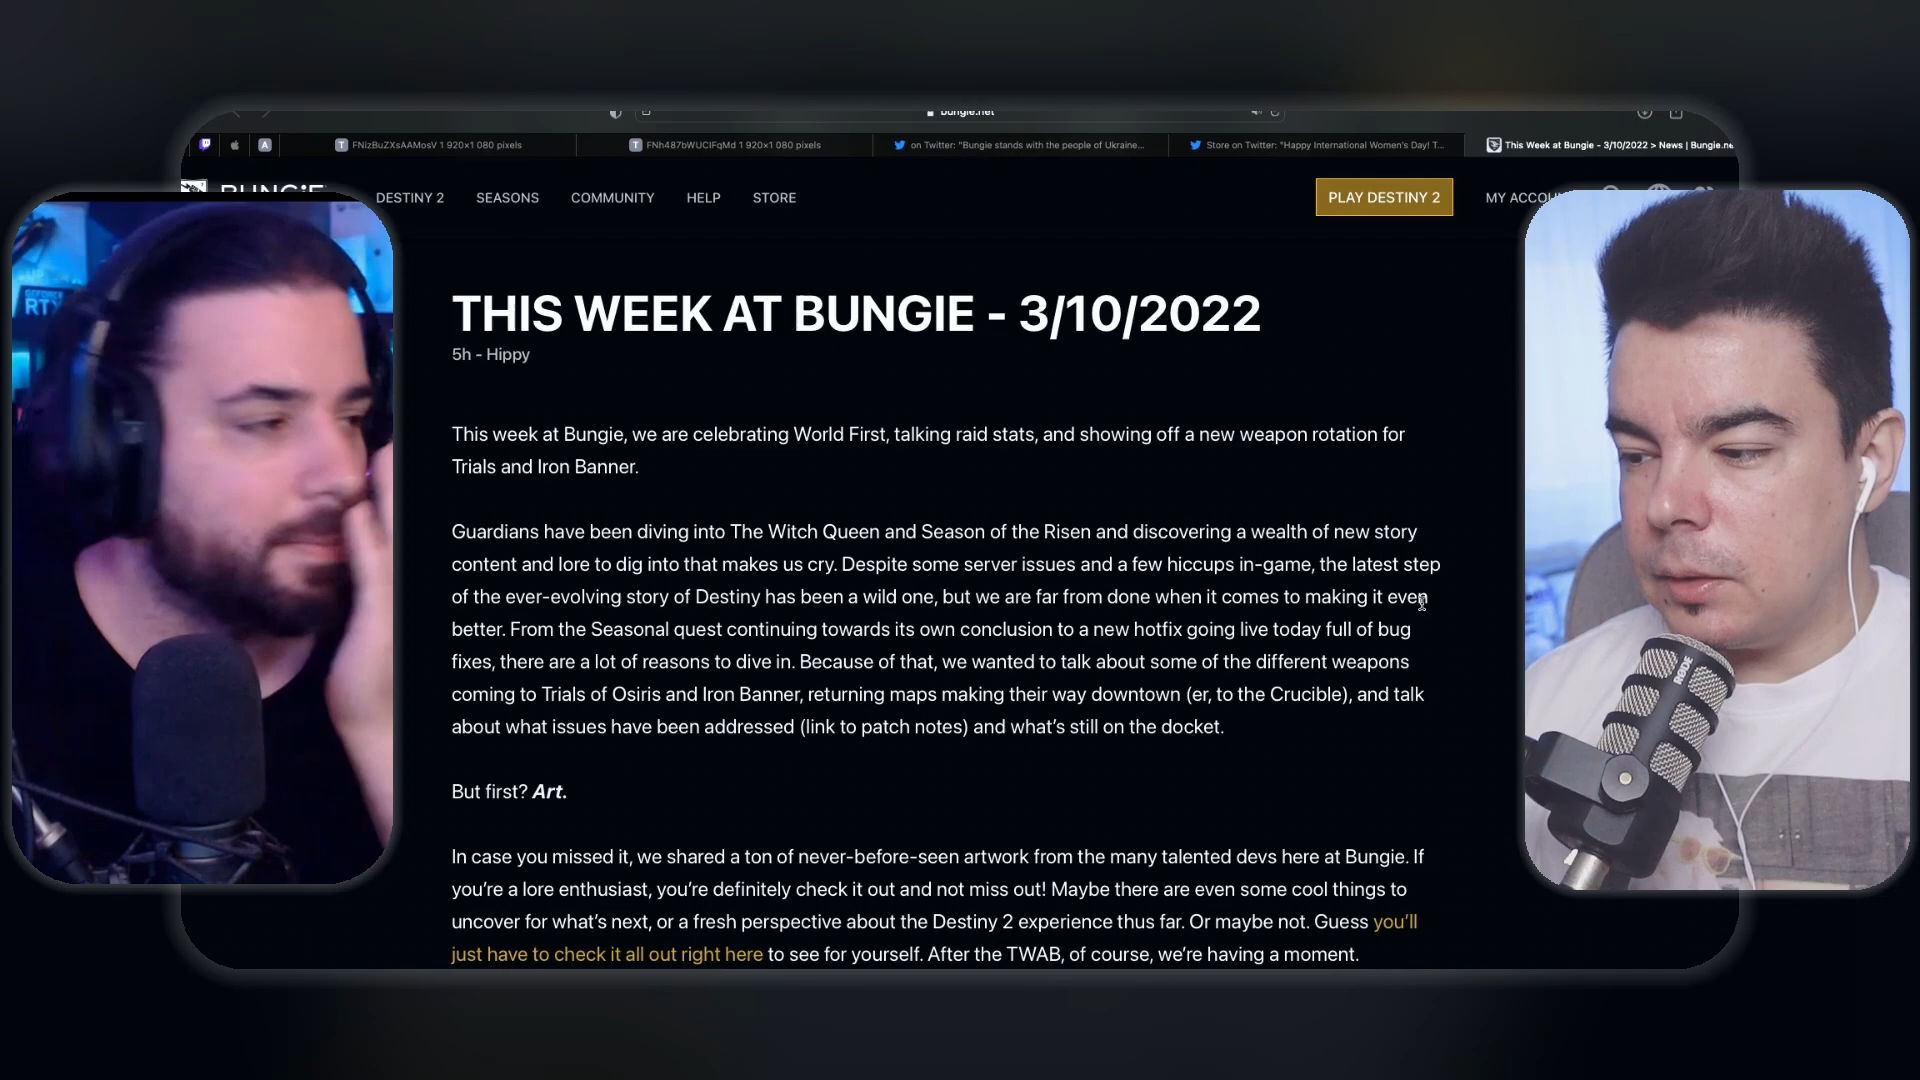 bungie.net
FNizBuZXsAAMosV 1 920×1 080 pixels
FNh487bWUCIFqMd 1 920×1 080 pixels
on Twitter: "Bungie stands with the people of Ukraine...
Store on Twitter: "Happy International Women's Day! T...
This Week at Bungie - 3/10/2022 > News | Bungie.ne
BUNGiE
DESTINY 2
SEASONS
COMMUNITY
HELP
STORE
PLAY DESTINY 2
MY ACCOUN
THIS WEEK AT BUNGIE - 3/10/2022
5h - Hippy
This week at Bungie, we are celebrating World First, talking raid stats, and showing off a new weapon rotation for
Trials and Iron Banner.
Guardians have been diving into The Witch Queen and Season of the Risen and discovering a wealth of new story
content and lore to dig into that makes us cry. Despite some server issues and a few hiccups in-game, the latest step
of the ever-evolving story of Destiny has been a wild one, but we are far from done when it comes to making it even
better. From the Seasonal quest continuing towards its own conclusion to a new hotfix going live today full of bug
fixes, there are a lot of reasons to dive in. Because of that, we wanted to talk about some of the different weapons
coming to Trials of Osiris and Iron Banner, returning maps making their way downtown (er, to the Crucible), and talk
about what issues have been addressed (link to patch notes) and what's still on the docket.
But first? Art.
In case you missed it, we shared a ton of never-before-seen artwork from the many talented devs here at Bungie. If
you're a lore enthusiast, you're definitely check it out and not miss out! Maybe there are even some cool things to
uncover for what's next, or a fresh perspective about the Destiny 2 experience thus far. Or maybe not. Guess you'll
just have to check it all out right here to see for yourself. After the TWAB, of course, we're having a moment.
GEFORCE
RTX
RØDE